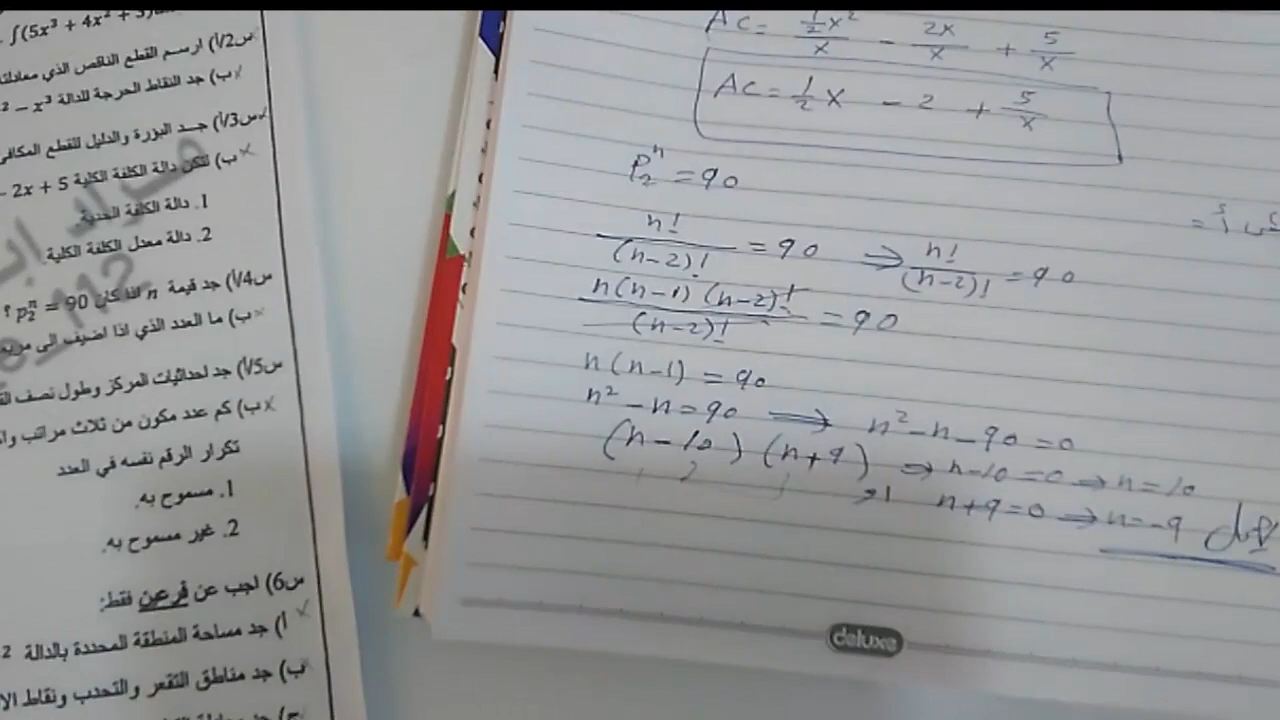 ∫(5x³ + 4x² + 3)
س2/أ) ارسم القطع الناقص الذي معادلته
ب) جد النقاط الحرجة للدالة x³ − ²
س3/أ) جد البؤرة والدليل للقطع المكافئ
ب) لتكن دالة الكلفة الكلية 5 + 2x −
1. دالة الكلفة الحدية.
2. دالة معدل الكلفة الكلية.
س4/أ) جد قيمة n اذا كان p₂ⁿ = 90 ؟
ب) ما العدد الذي اذا اضيف الى مربعه
س5/أ) جد احداثيات المركز وطول نصف
ب) كم عدد مكون من ثلاث مراتب
تكرار الرقم نفسه في العدد
1. مسموح به.
2. غير مسموح به.
س6) اجب عن فرعين فقط:
أ) جد مساحة المنطقة المحددة بالدالة
ب) جد مناطق التقعر والتحدب ونقاط
AC = ½x²/x − 2x/x + 5/x
AC = ½x − 2 + 5/x
P₂ⁿ = 90
n!/(n−2)! = 90 ⇒ n!/(n−2)! = 90
n(n−1)(n−2)!/(n−2)! = 90
n(n−1) = 90
n² − n = 90 ⇒ n² − n − 90 = 0
(n − 10) (n + 9) ⇒ n − 10 = 0 → n = 10
او n + 9 = 0 → n = −9
deluxe